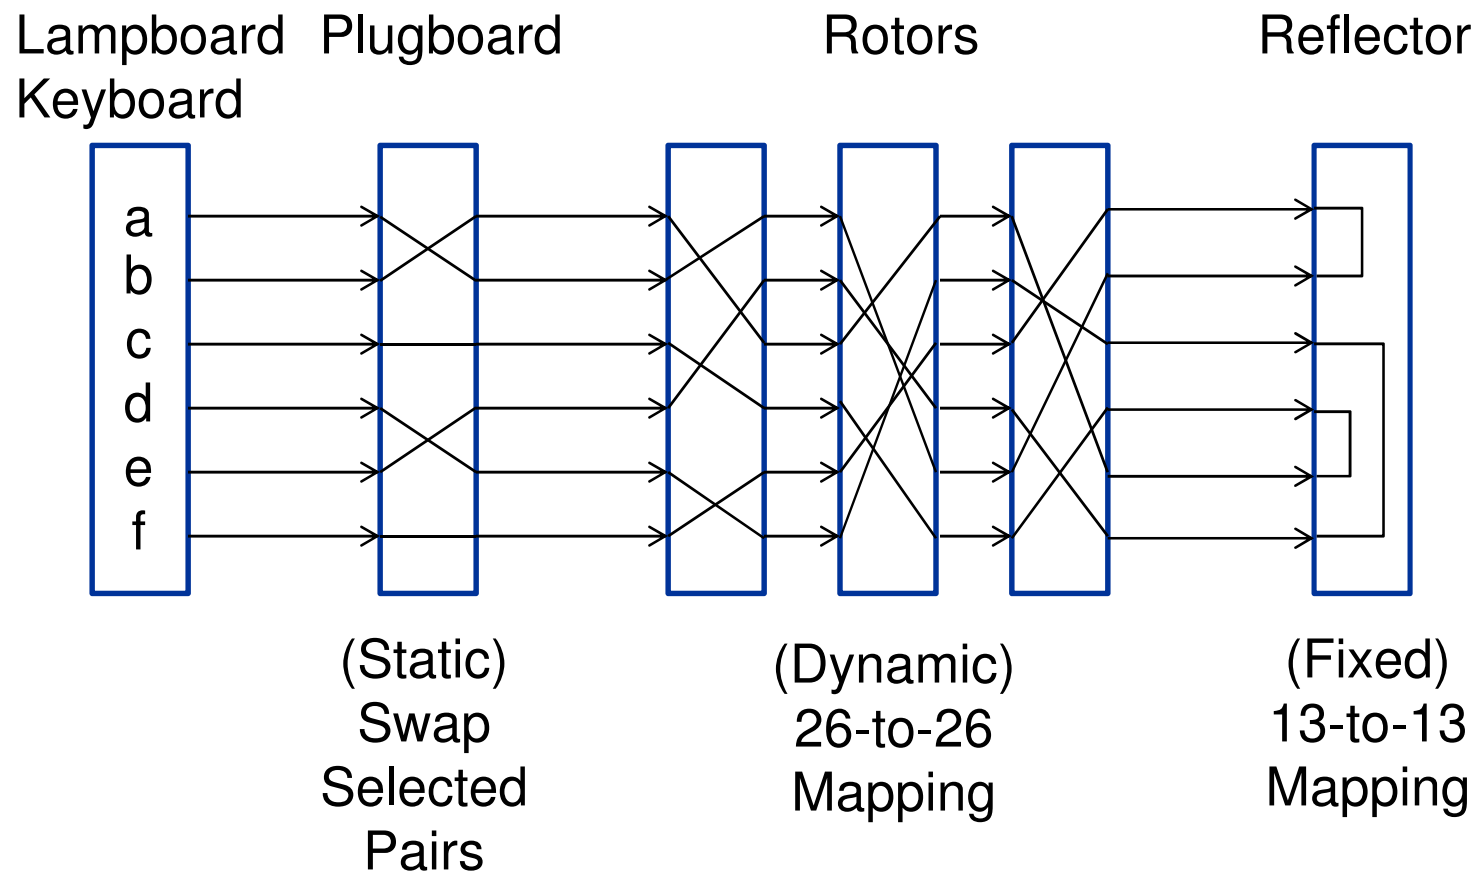 Lampboard
Keyboard
Plugboard
Rotors
Reflector
a
b
c
d
e
f
(Static)
Swap
Selected
Pairs
(Dynamic)
26-to-26
Mapping
(Fixed)
13-to-13
Mapping